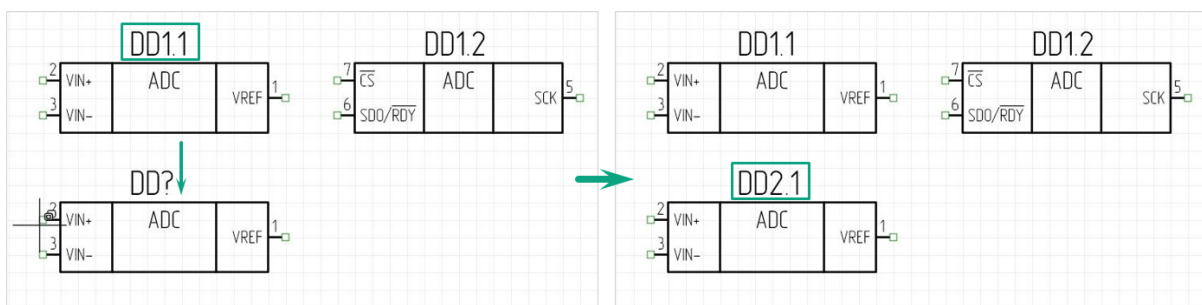 DD1.1
2 VIN+ ADC VREF 1
3 VIN-
DD1.2
7 CS ADC SCK 5
6 SDO/RDY
DD?
2 VIN+ ADC VREF 1
3 VIN-
DD1.1
2 VIN+ ADC VREF 1
3 VIN-
DD1.2
7 CS ADC SCK 5
6 SDO/RDY
DD2.1
2 VIN+ ADC VREF 1
3 VIN-